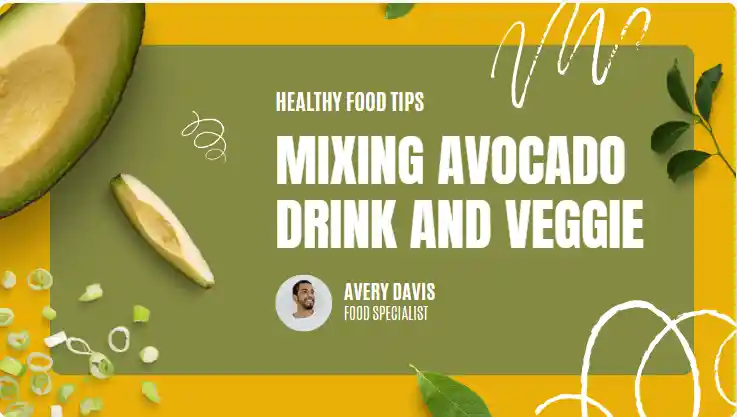 HEALTHY FOOD TIPS
MIXING AVOCADO
DRINK AND VEGGIE
AVERY DAVIS
FOOD SPECIALIST